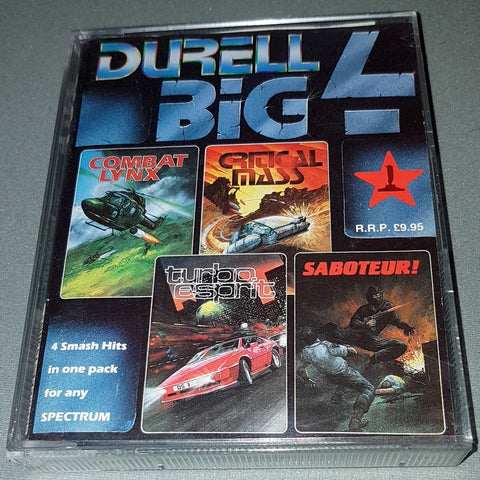 DURELL
BiG 4
COMBAT
LYNX
CRITICAL
MASS
1
R.R.P. £9.95
turbo
esprit
SABOTEUR!
4 Smash Hits
in one pack
for any
SPECTRUM